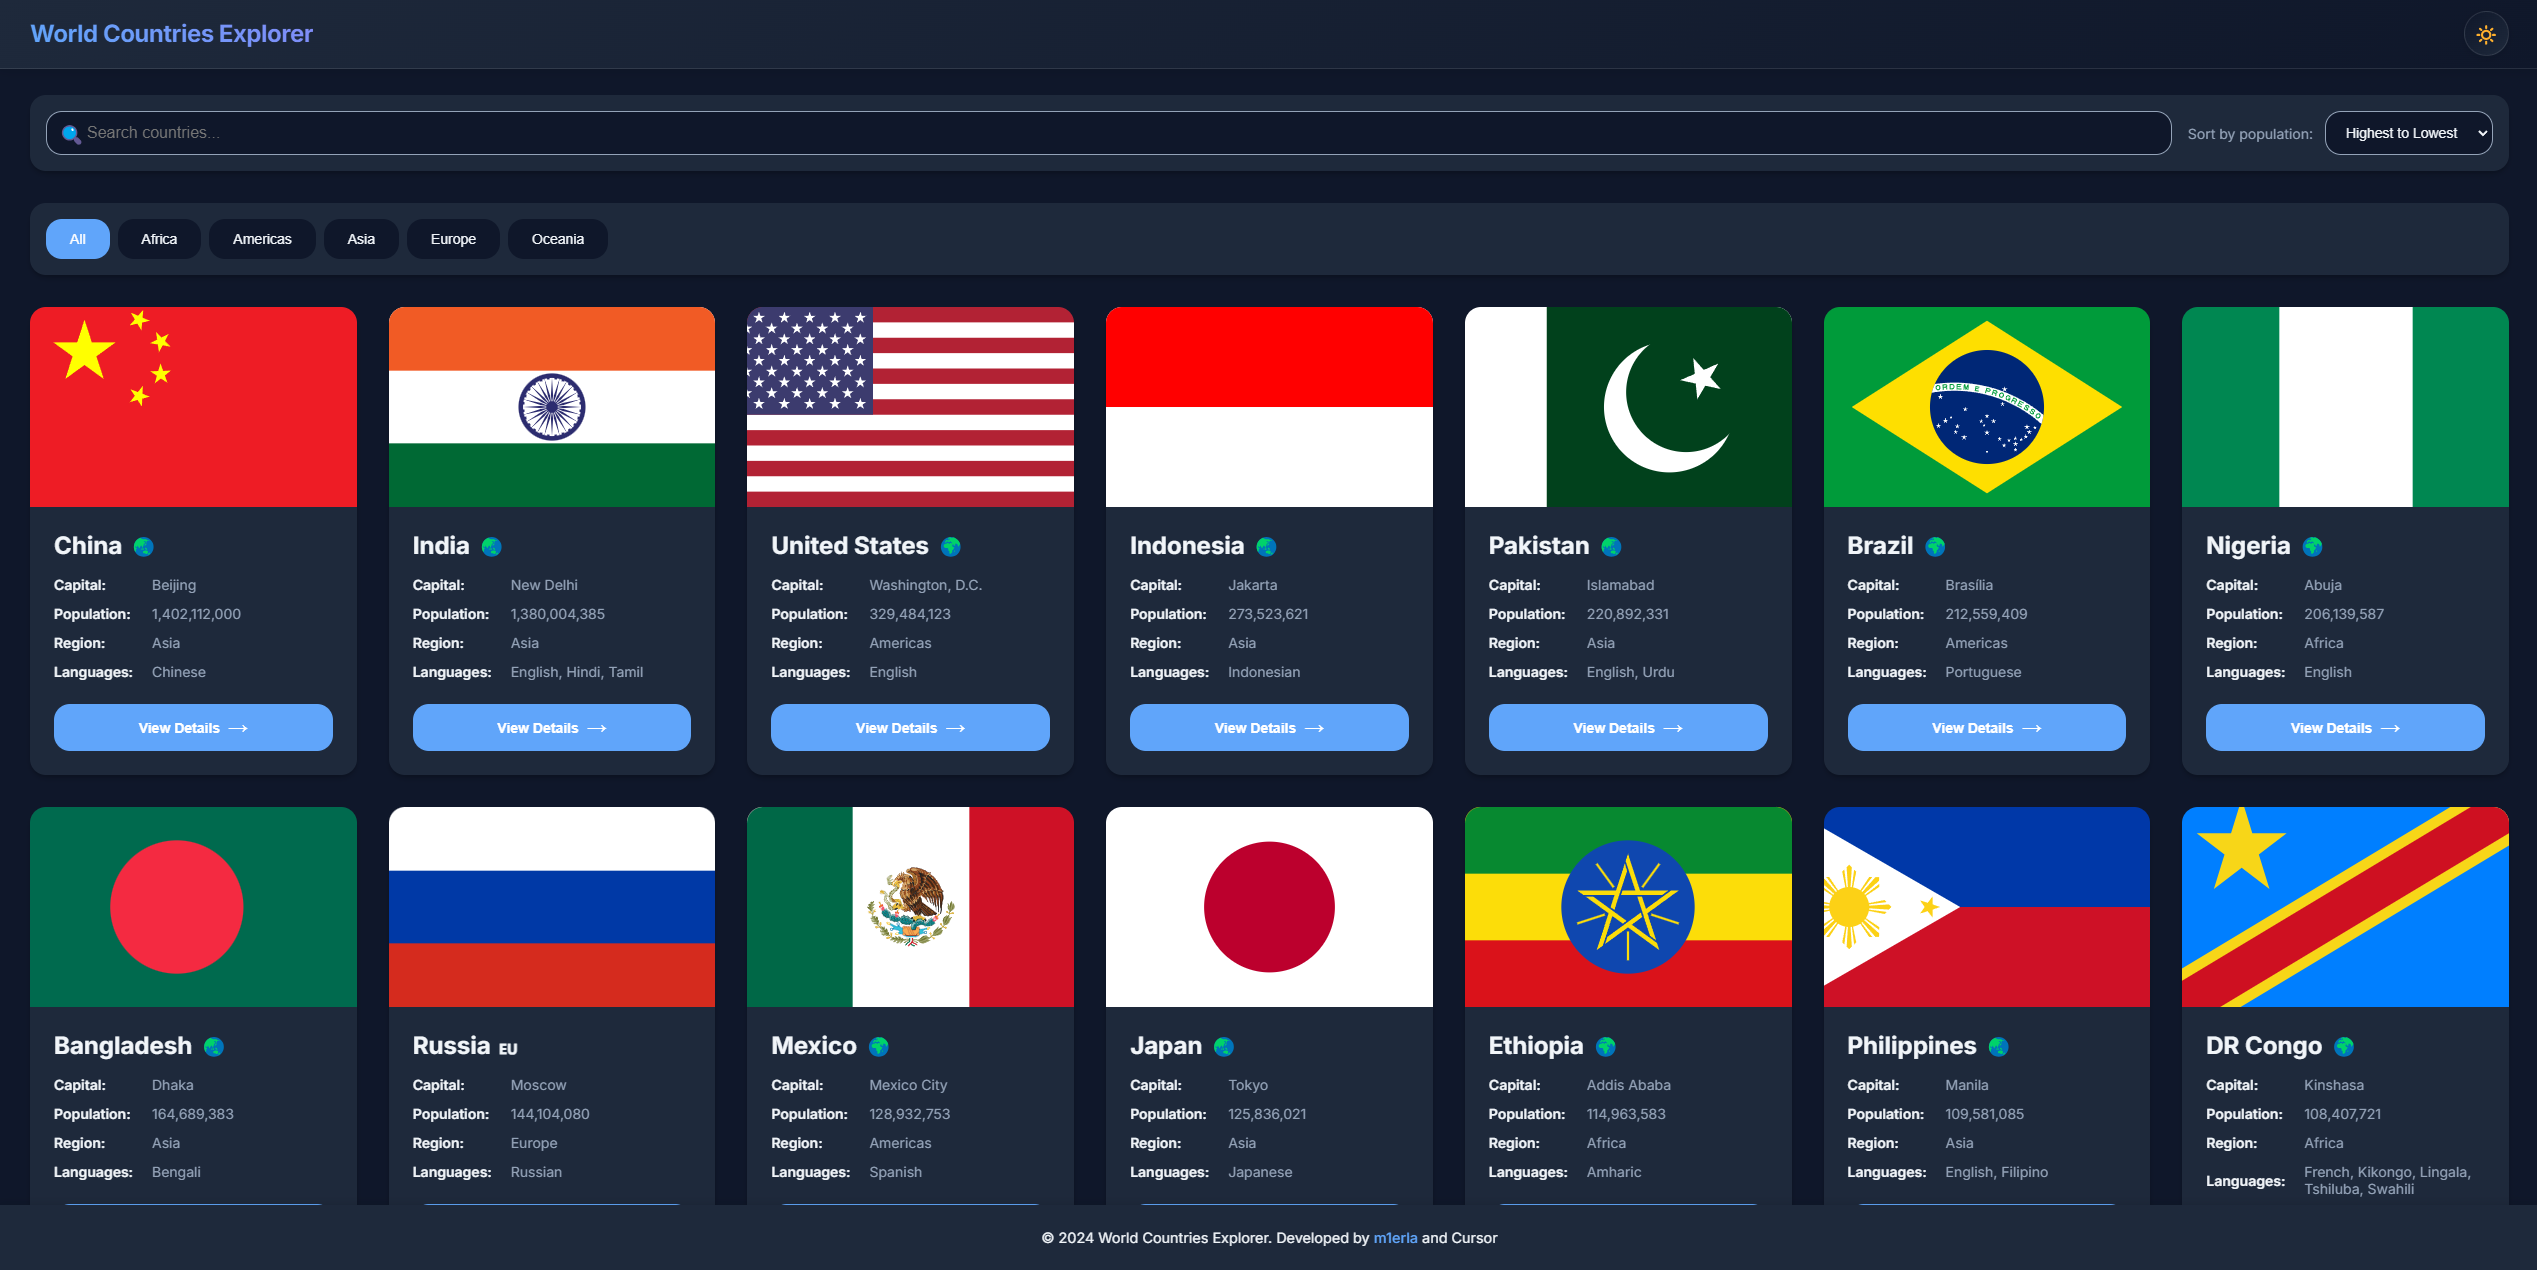 World Countries Explorer
Search countries...
Sort by population:
Highest to Lowest
All
Africa
Americas
Asia
Europe
Oceania
ORDEM E PROGRESSO
China
Capital: Beijing
Population: 1,402,112,000
Region: Asia
Languages: Chinese
View Details →
India
Capital: New Delhi
Population: 1,380,004,385
Region: Asia
Languages: English, Hindi, Tamil
View Details →
United States
Capital: Washington, D.C.
Population: 329,484,123
Region: Americas
Languages: English
View Details →
Indonesia
Capital: Jakarta
Population: 273,523,621
Region: Asia
Languages: Indonesian
View Details →
Pakistan
Capital: Islamabad
Population: 220,892,331
Region: Asia
Languages: English, Urdu
View Details →
Brazil
Capital: Brasília
Population: 212,559,409
Region: Americas
Languages: Portuguese
View Details →
Nigeria
Capital: Abuja
Population: 206,139,587
Region: Africa
Languages: English
View Details →
Bangladesh
Capital: Dhaka
Population: 164,689,383
Region: Asia
Languages: Bengali
Russia EU
Capital: Moscow
Population: 144,104,080
Region: Europe
Languages: Russian
Mexico
Capital: Mexico City
Population: 128,932,753
Region: Americas
Languages: Spanish
Japan
Capital: Tokyo
Population: 125,836,021
Region: Asia
Languages: Japanese
Ethiopia
Capital: Addis Ababa
Population: 114,963,583
Region: Africa
Languages: Amharic
Philippines
Capital: Manila
Population: 109,581,085
Region: Asia
Languages: English, Filipino
DR Congo
Capital: Kinshasa
Population: 108,407,721
Region: Africa
Languages: French, Kikongo, Lingala,
Tshiluba, Swahili
© 2024 World Countries Explorer. Developed by m1erla and Cursor